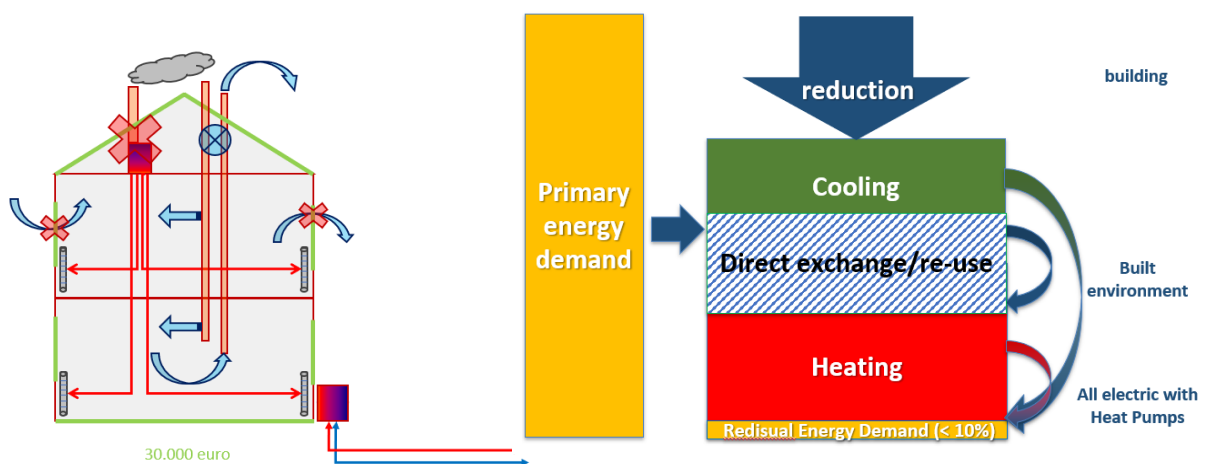 30.000 euro
Primary
energy
demand
reduction
Cooling
Direct exchange/re-use
Heating
Redisual Energy Demand (< 10%)
building
Built
environment
All electric with
Heat Pumps